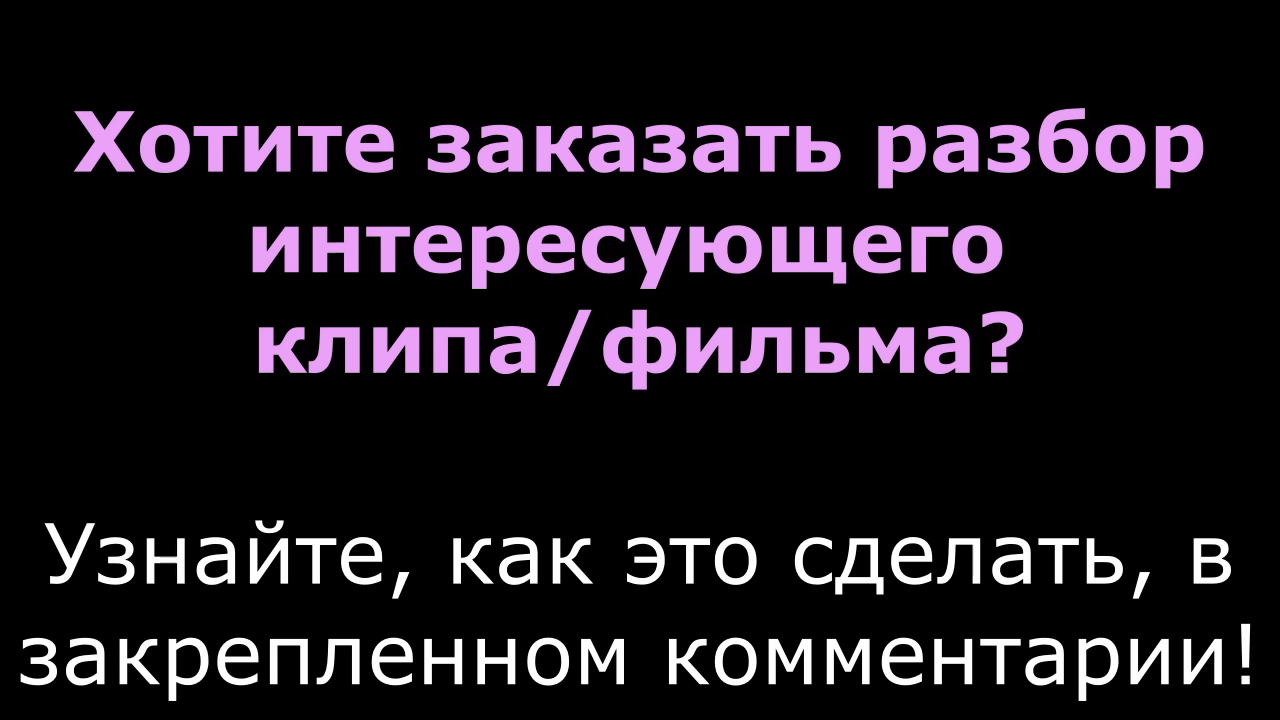 Хотите заказать разбор
интересующего
клипа/фильма?
Узнайте, как это сделать, в
закрепленном комментарии!